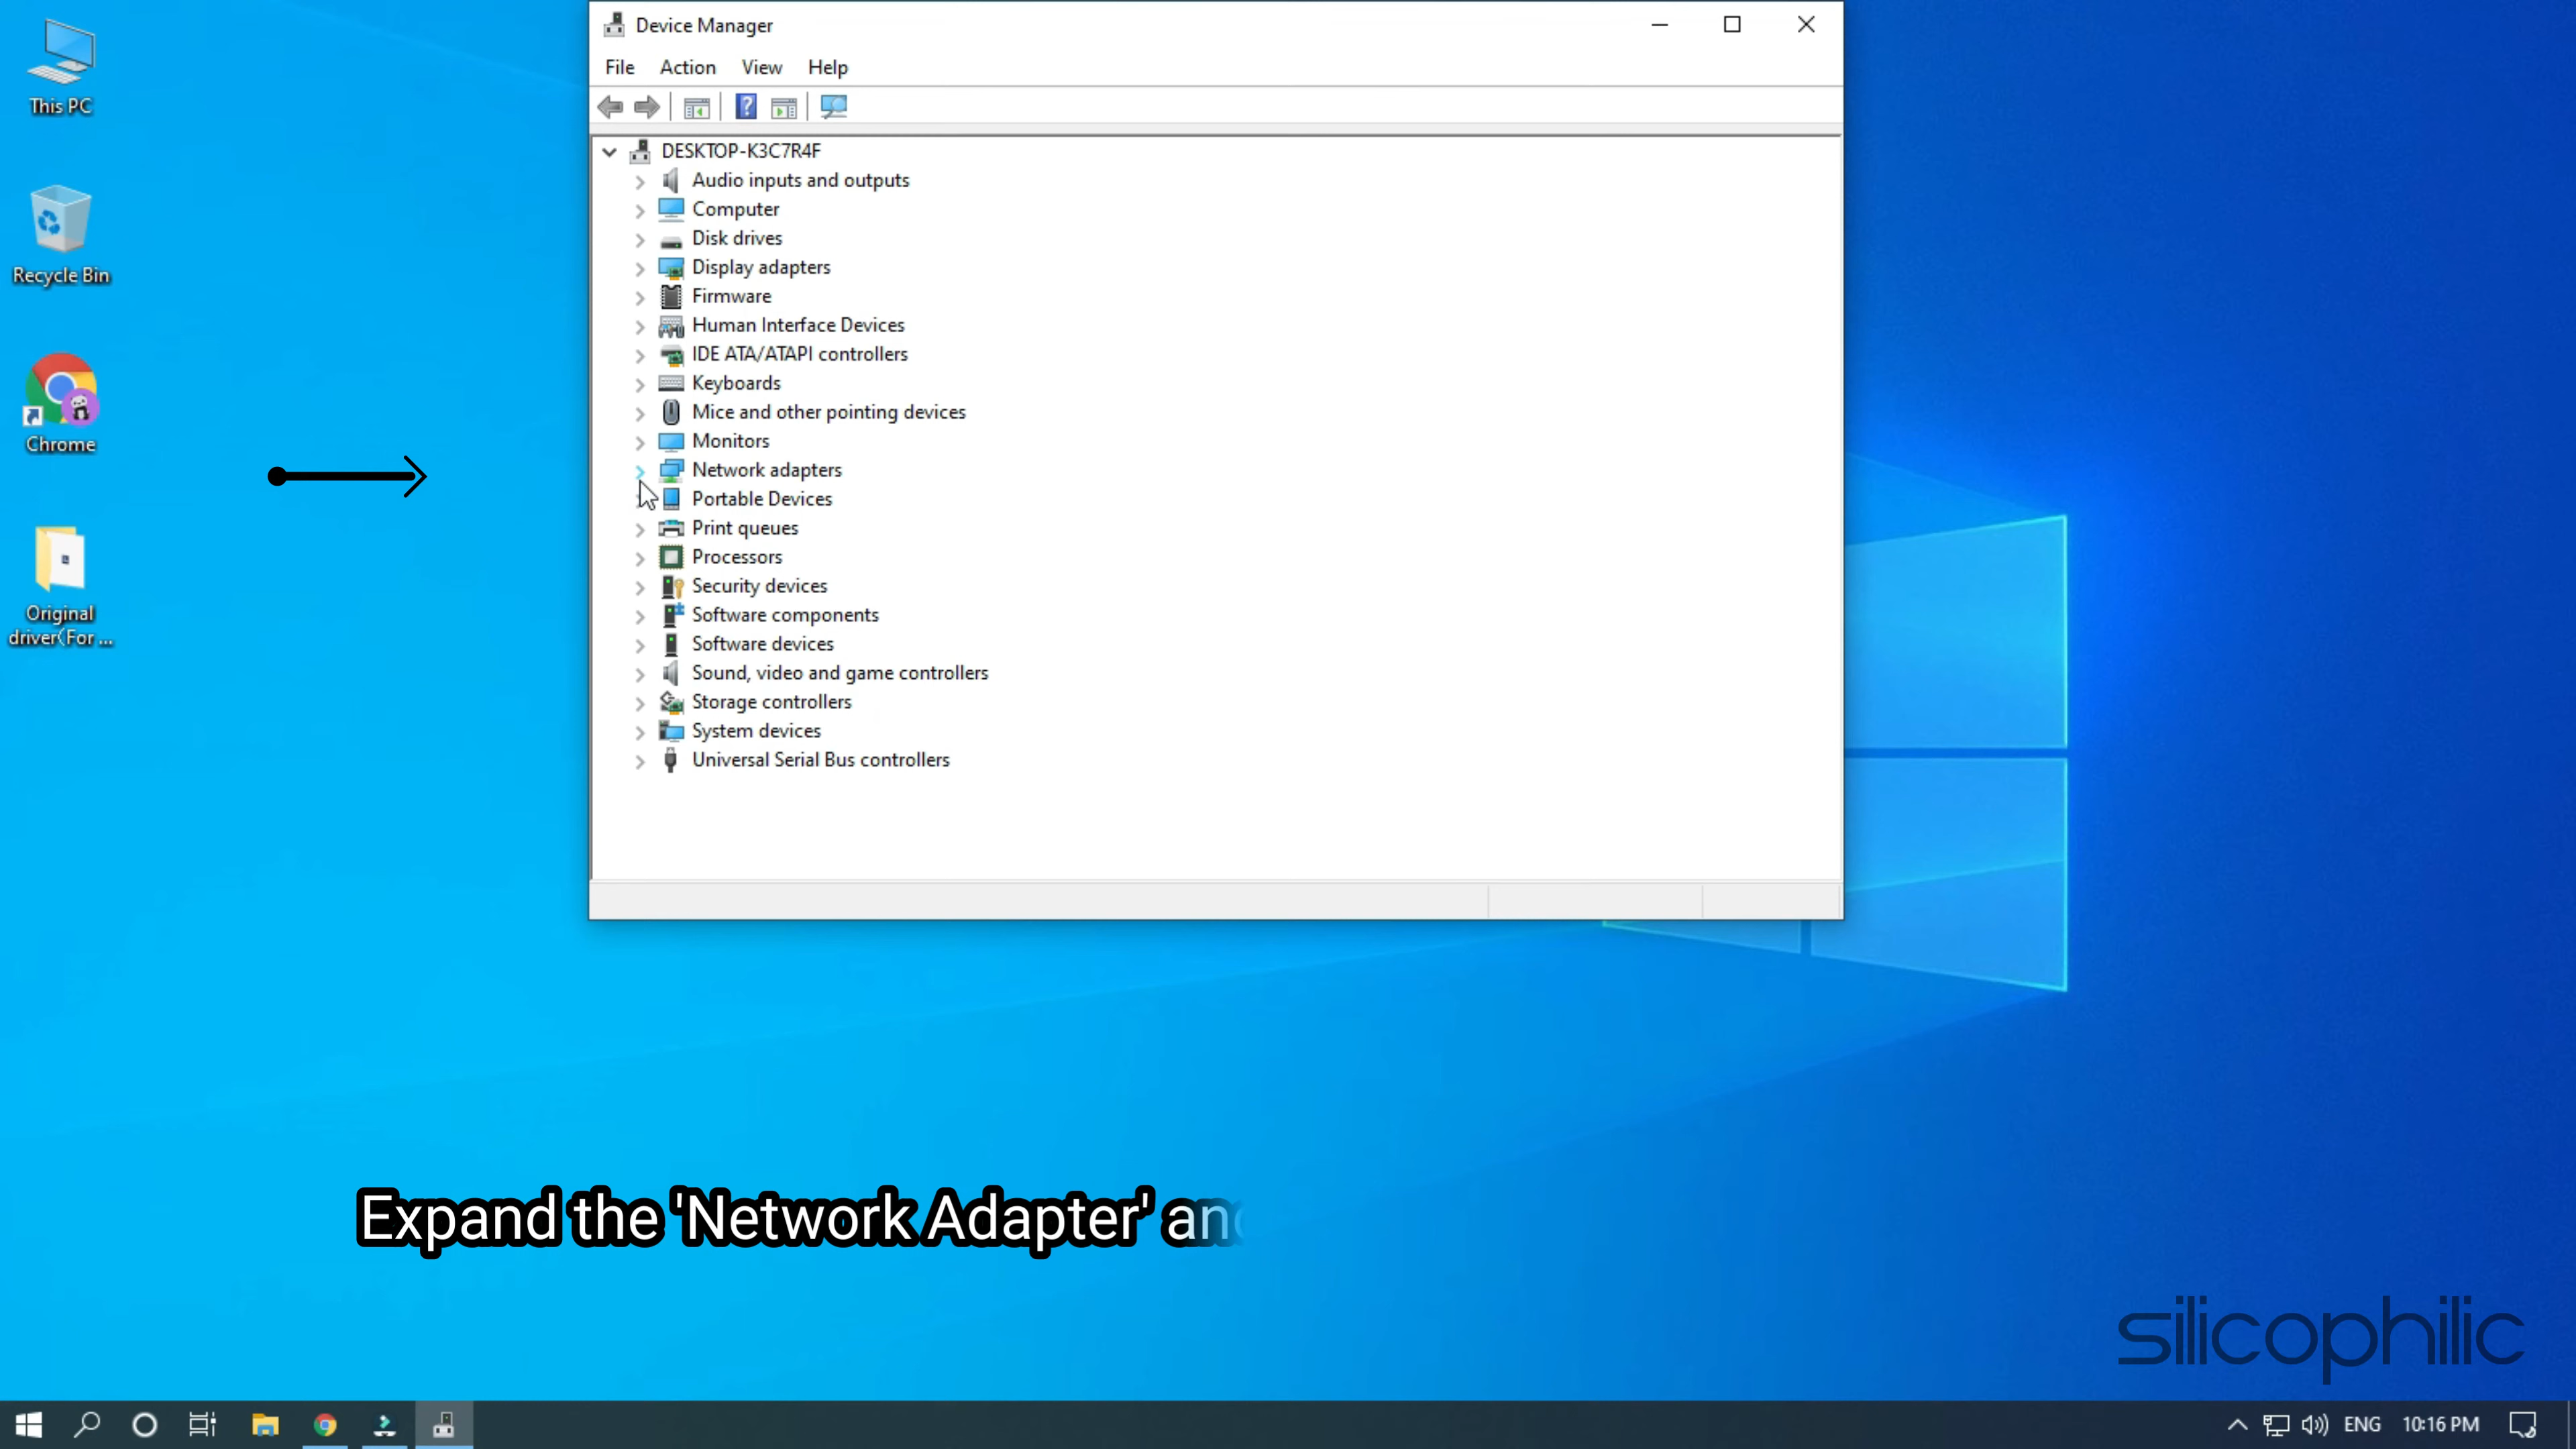 This PC
Recycle Bin
Chrome
Original
driver(For ...
Device Manager
File Action View Help
DESKTOP-K3C7R4F
Audio inputs and outputs
Computer
Disk drives
Display adapters
Firmware
Human Interface Devices
IDE ATA/ATAPI controllers
Keyboards
Mice and other pointing devices
Monitors
Network adapters
Portable Devices
Print queues
Processors
Security devices
Software components
Software devices
Sound, video and game controllers
Storage controllers
System devices
Universal Serial Bus controllers
Expand the 'Network Adapter' and
silicophilic
ENG 10:16 PM